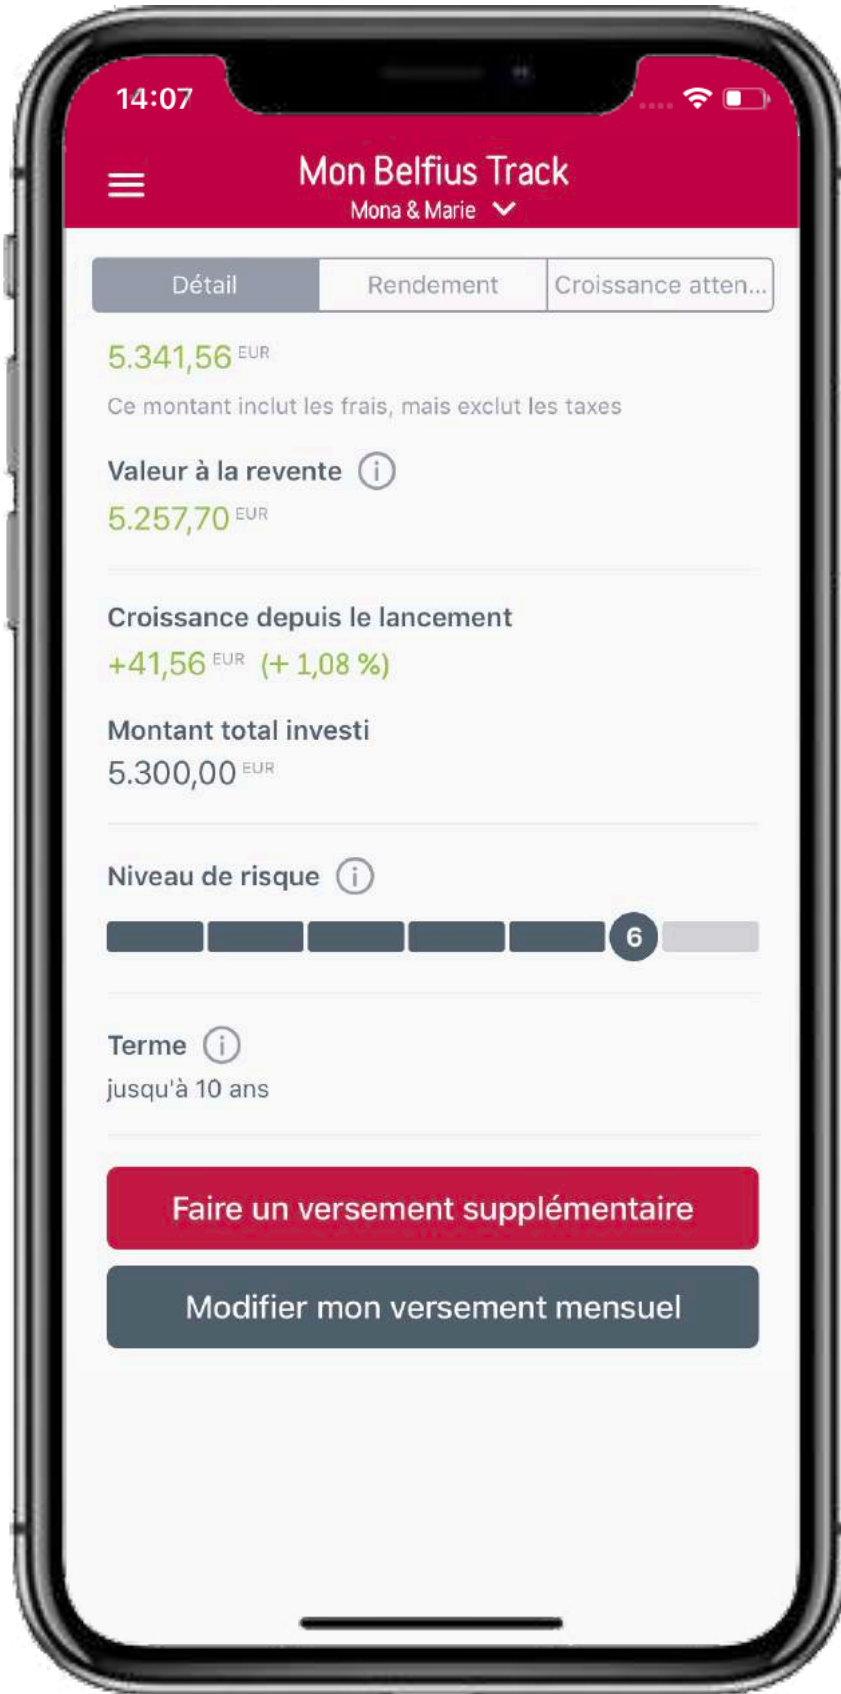 14:07
Mon Belfius Track
Mona & Marie
Détail Rendement Croissance atten...
5.341,56 EUR
Ce montant inclut les frais, mais exclut les taxes
Valeur à la revente i
5.257,70 EUR
Croissance depuis le lancement
+41,56 EUR (+ 1,08 %)
Montant total investi
5.300,00 EUR
Niveau de risque i
6
Terme i
jusqu'à 10 ans
Faire un versement supplémentaire
Modifier mon versement mensuel